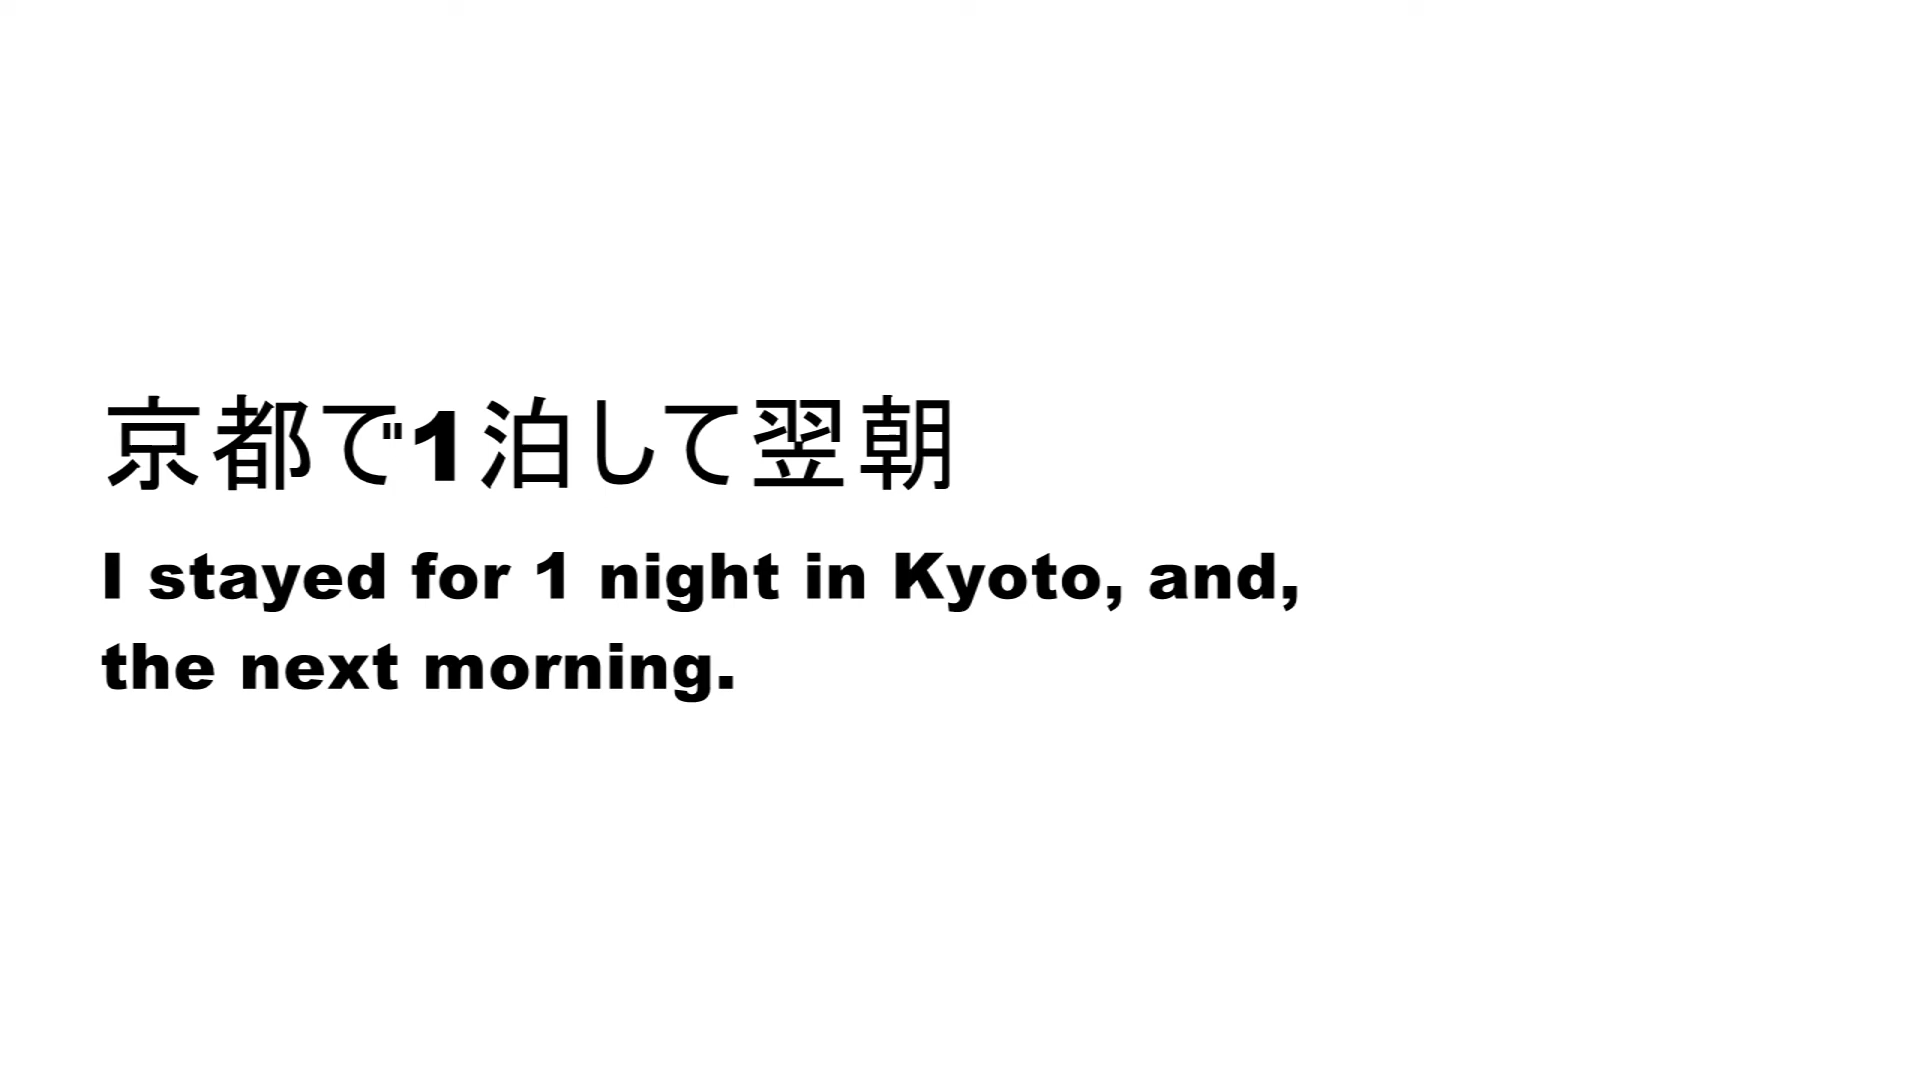 京都で1泊して翌朝
I stayed for 1 night in Kyoto, and,
the next morning.